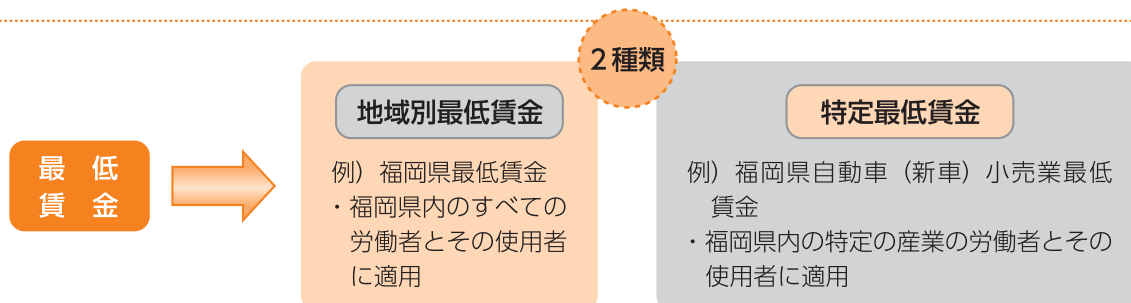 2種類
最低
賃金
地域別最低賃金
例）福岡県最低賃金
・福岡県内のすべての
労働者とその使用者
に適用
特定最低賃金
例）福岡県自動車（新車）小売業最低
賃金
・福岡県内の特定の産業の労働者とその
使用者に適用